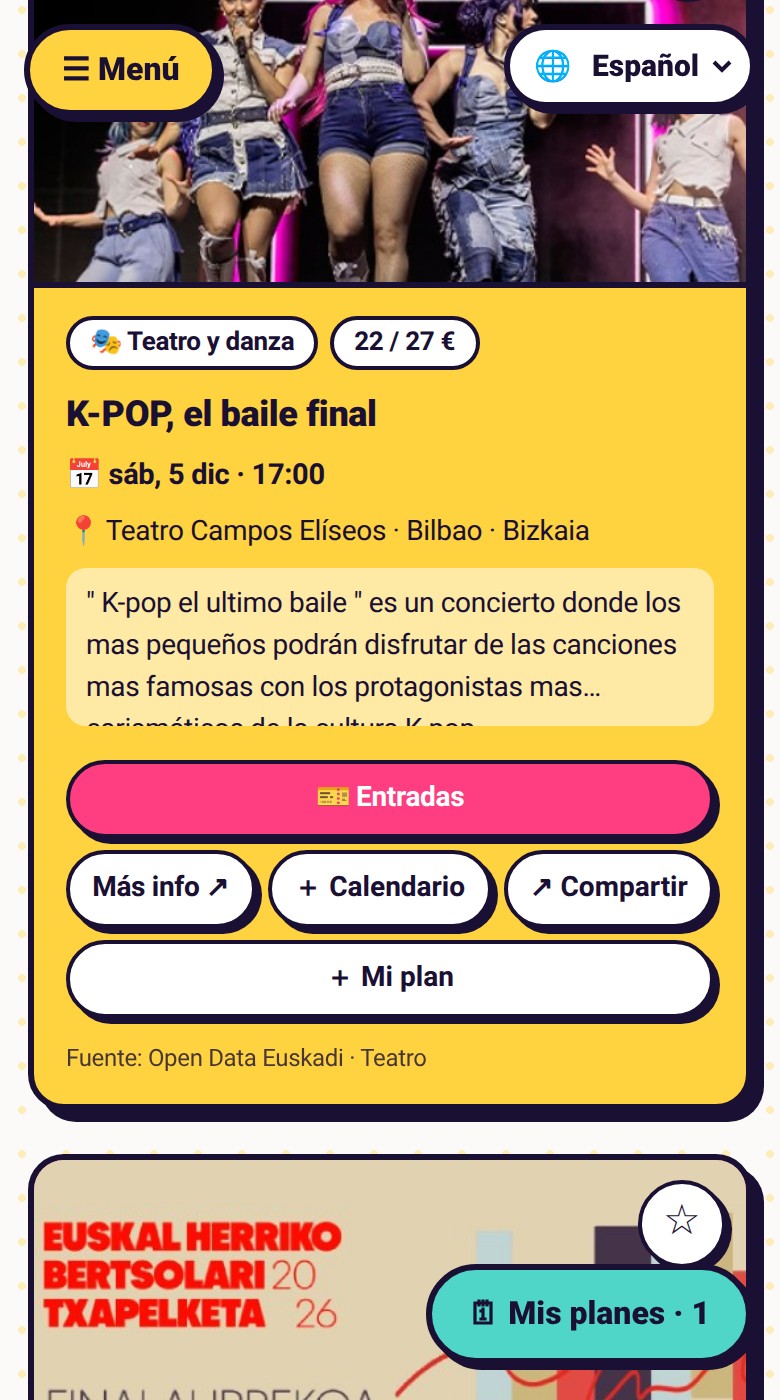 ☰ Menú
Español
Teatro y danza
22 / 27 €
K-POP, el baile final
July 17 sáb, 5 dic · 17:00
Teatro Campos Elíseos · Bilbao · Bizkaia
" K-pop el ultimo baile " es un concierto donde los
mas pequeños podrán disfrutar de las canciones
mas famosas con los protagonistas mas...
Entradas
Más info ↗
+ Calendario
↗ Compartir
+ Mi plan
Fuente: Open Data Euskadi · Teatro
EUSKAL HERRIKO
BERTSOLARI 20
TXAPELKETA 26
Mis planes · 1